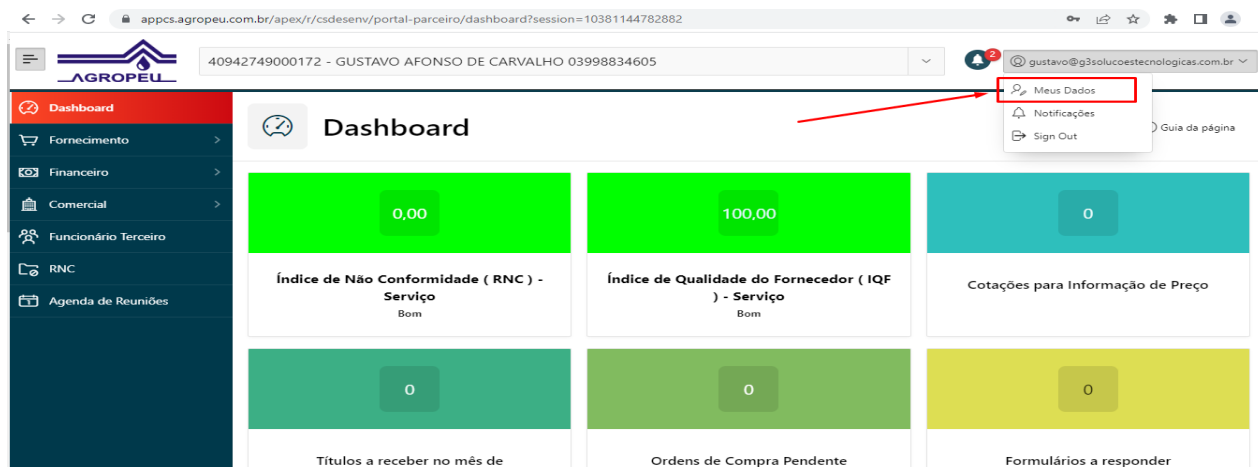 appcs.agropeu.com.br/apex/r/csdesenv/portal-parceiro/dashboard?session=10381144782882
AGROPEU
40942749000172 - GUSTAVO AFONSO DE CARVALHO 03998834605
2
gustavo@g3solucoestecnologicas.com.br
Meus Dados
Notificações
Sign Out
Guia da página
Dashboard
Fornecimento
Financeiro
Comercial
Funcionário Terceiro
RNC
Agenda de Reuniões
Dashboard
0,00
Índice de Não Conformidade ( RNC ) -
Serviço
Bom
100,00
Índice de Qualidade do Fornecedor ( IQF
) - Serviço
Bom
0
Cotações para Informação de Preço
0
Títulos a receber no mês de
0
Ordens de Compra Pendente
0
Formulários a responder